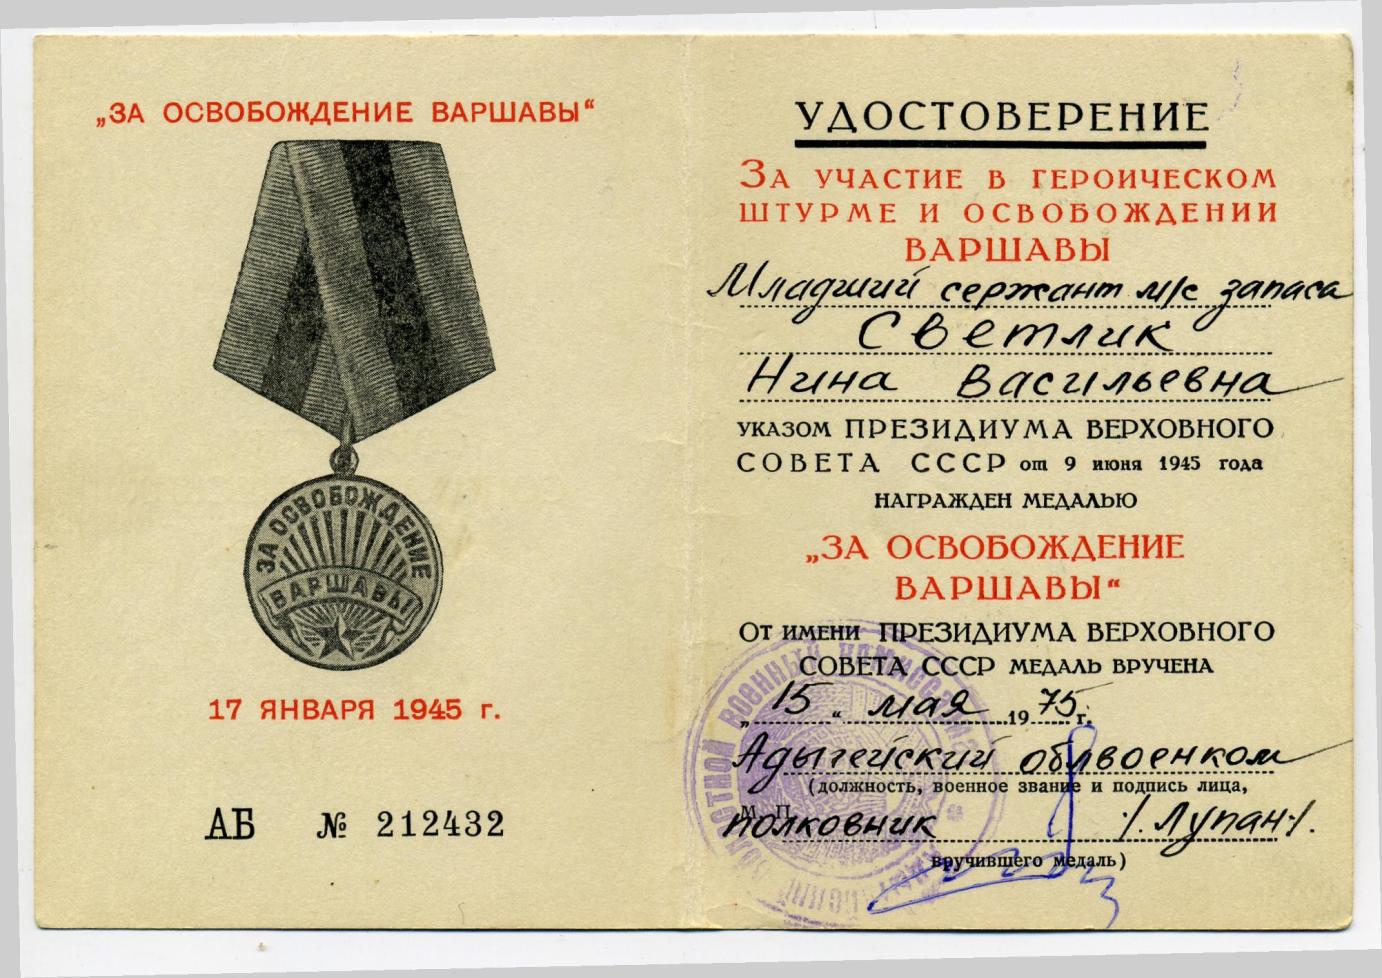 „ЗА ОСВОБОЖДЕНИЕ ВАРШАВЫ“
ЗА ОСВОБОЖДЕНИЕ
ВАРШАВЫ
17 ЯНВАРЯ 1945 г.
АБ № 212432
УДОСТОВЕРЕНИЕ
ЗА УЧАСТИЕ В ГЕРОИЧЕСКОМ
ШТУРМЕ И ОСВОБОЖДЕНИИ
ВАРШАВЫ
Младший сержант м/с запаса
Светлик
Нина Васильевна
УКАЗОМ ПРЕЗИДИУМА ВЕРХОВНОГО
СОВЕТА СССР от 9 июня 1945 года
НАГРАЖДЕН МЕДАЛЬЮ
„ЗА ОСВОБОЖДЕНИЕ
ВАРШАВЫ“
ОТ ИМЕНИ ПРЕЗИДИУМА ВЕРХОВНОГО
СОВЕТА СССР МЕДАЛЬ ВРУЧЕНА
„15“ мая 1975 г.
Адыгейский облвоенком
(должность, военное звание и подпись лица,
М. П.
полковник /. Лупан./.
вручившего медаль)
ВОЕННЫЙ КОМИССАРИАТ